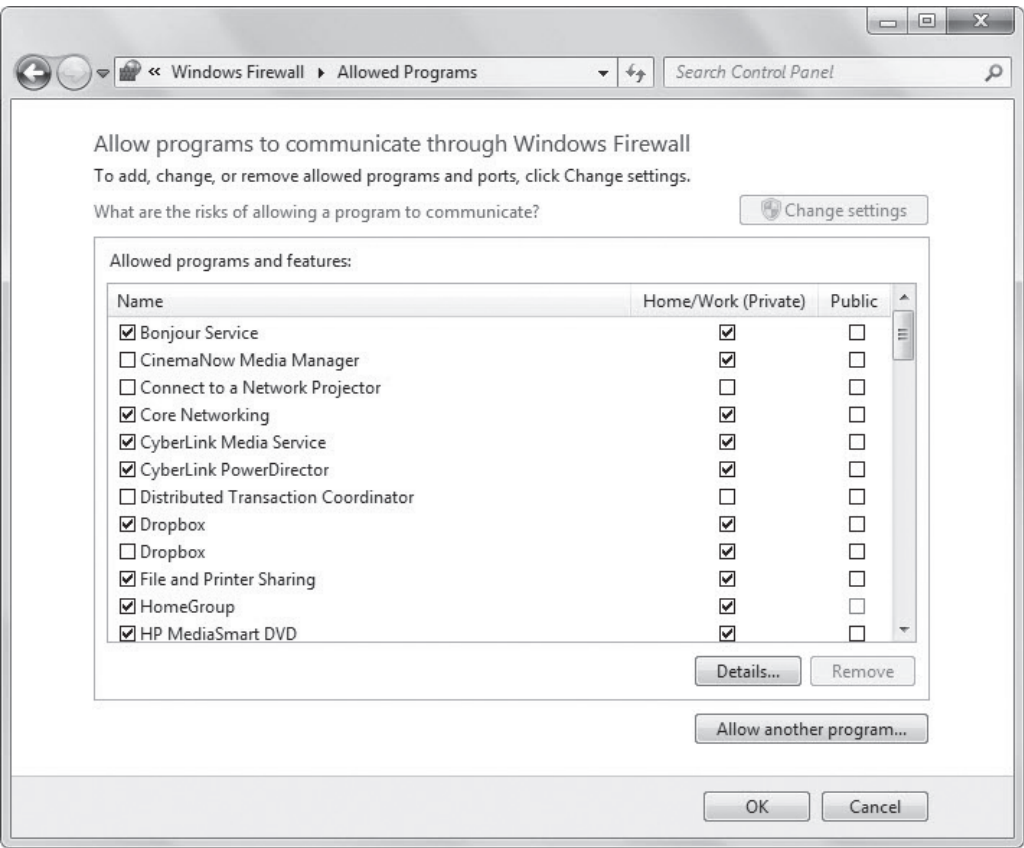 « Windows Firewall ▸ Allowed Programs
Search Control Panel
Allow programs to communicate through Windows Firewall
To add, change, or remove allowed programs and ports, click Change settings.
What are the risks of allowing a program to communicate?
Change settings
Allowed programs and features:
Name Home/Work (Private) Public
Bonjour Service
CinemaNow Media Manager
Connect to a Network Projector
Core Networking
CyberLink Media Service
CyberLink PowerDirector
Distributed Transaction Coordinator
Dropbox
Dropbox
File and Printer Sharing
HomeGroup
HP MediaSmart DVD
Details... Remove
Allow another program...
OK Cancel